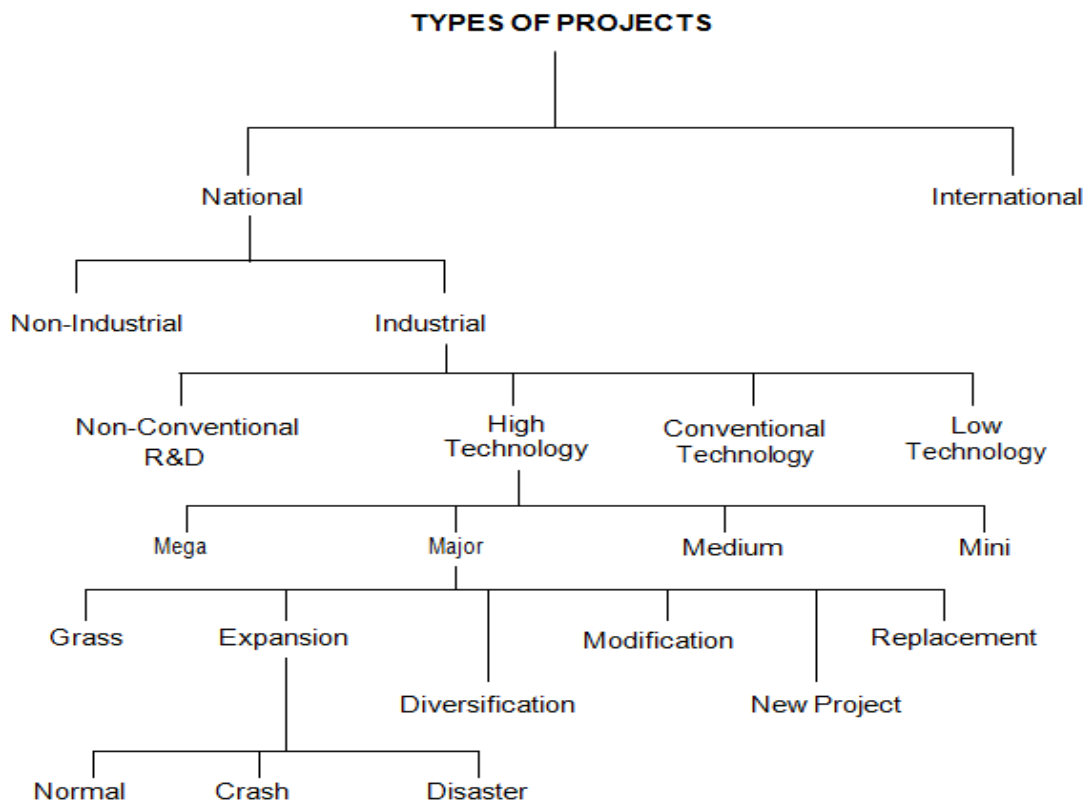 TYPES OF PROJECTS
National
International
Non-Industrial
Industrial
Non-Conventional
R&D
High
Technology
Conventional
Technology
Low
Technology
Mega
Major
Medium
Mini
Grass
Expansion
Modification
Replacement
Diversification
New Project
Normal
Crash
Disaster